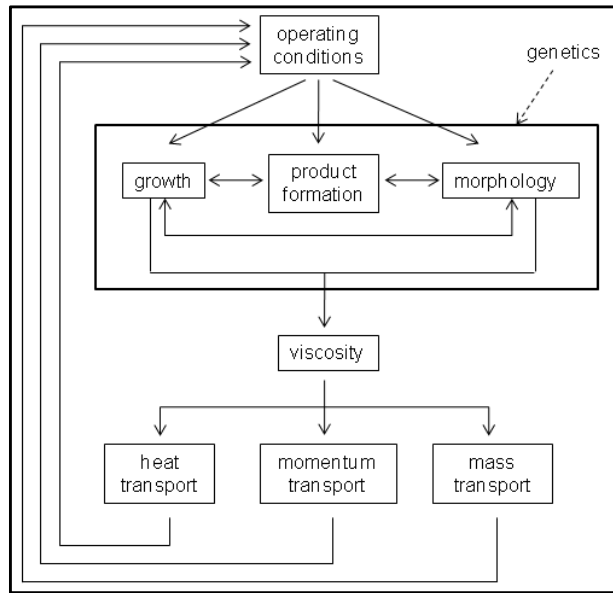 operating
conditions
genetics
growth
product
formation
morphology
viscosity
heat
transport
momentum
transport
mass
transport